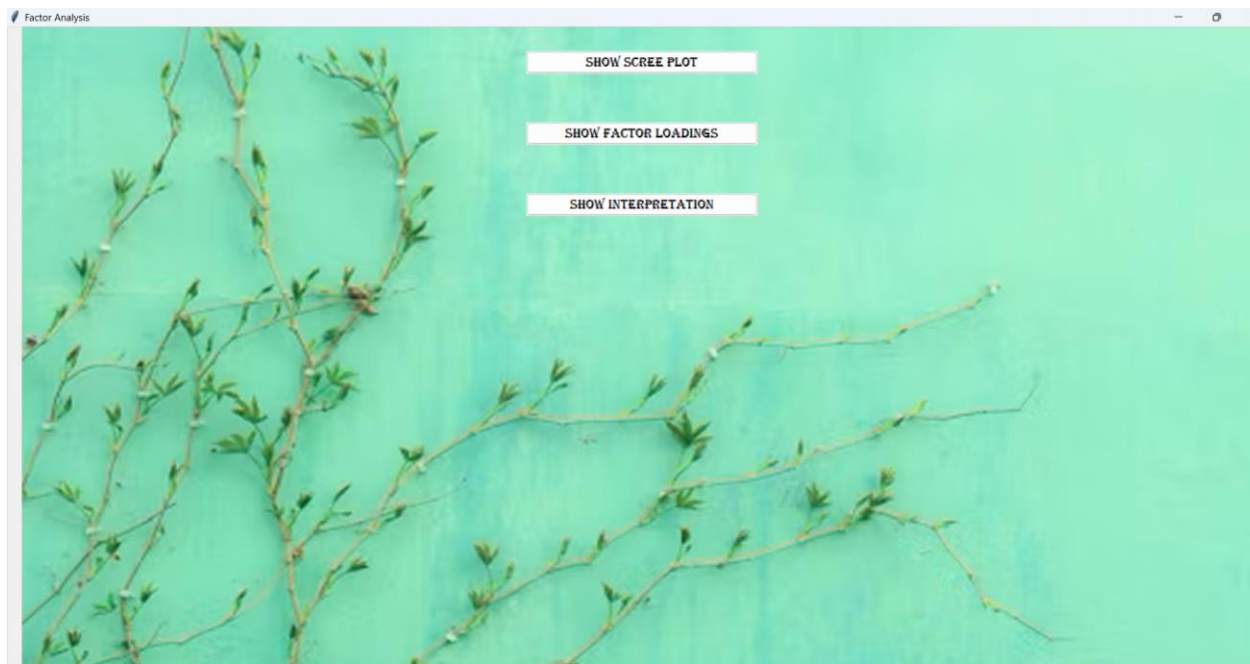 Factor Analysis
SHOW SCREE PLOT
SHOW FACTOR LOADINGS
SHOW INTERPRETATION